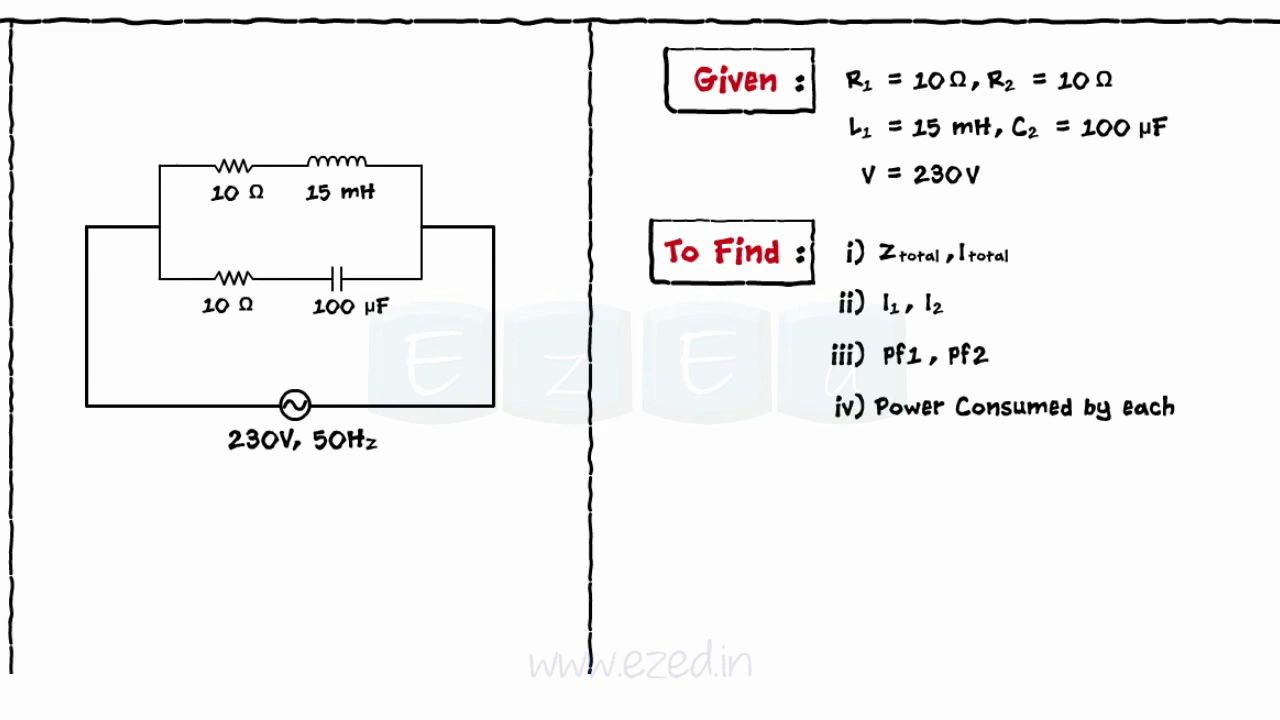 10 Ω 15 mH
10 Ω 100 µF
230V, 50Hz
Given : R₁ = 10 Ω, R₂ = 10 Ω
L₁ = 15 mH, C₂ = 100 µF
V = 230V
To Find : i) Ztotal , Itotal
ii) I₁ , I₂
iii) pf1 , pf2
iv) Power Consumed by each
EzEd
www.ezed.in